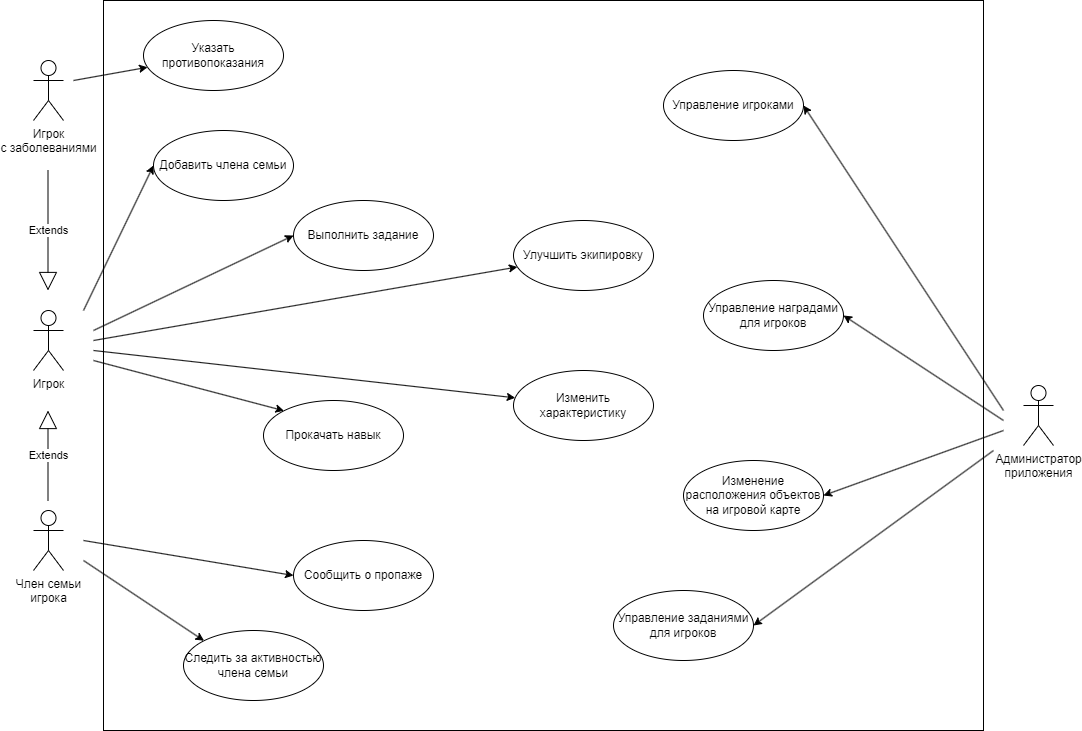 Указать
противопоказания
Игрок
с заболеваниями
Управление игроками
Добавить члена семьи
Extends
Выполнить задание
Улучшить экипировку
Управление наградами
для игроков
Игрок
Изменить
характеристику
Прокачать навык
Extends
Администратор
приложения
Изменение
расположения объектов
на игровой карте
Член семьи
игрока
Сообщить о пропаже
Управление заданиями
для игроков
Следить за активностью
члена семьи